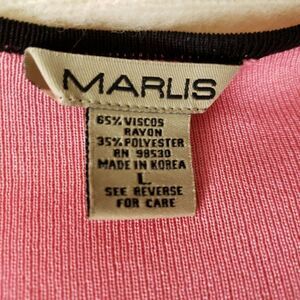 MARLIS
65% VISCOS
RAYON
35% POLYESTER
RN 98530
MADE IN KOREA
L
SEE REVERSE
FOR CARE